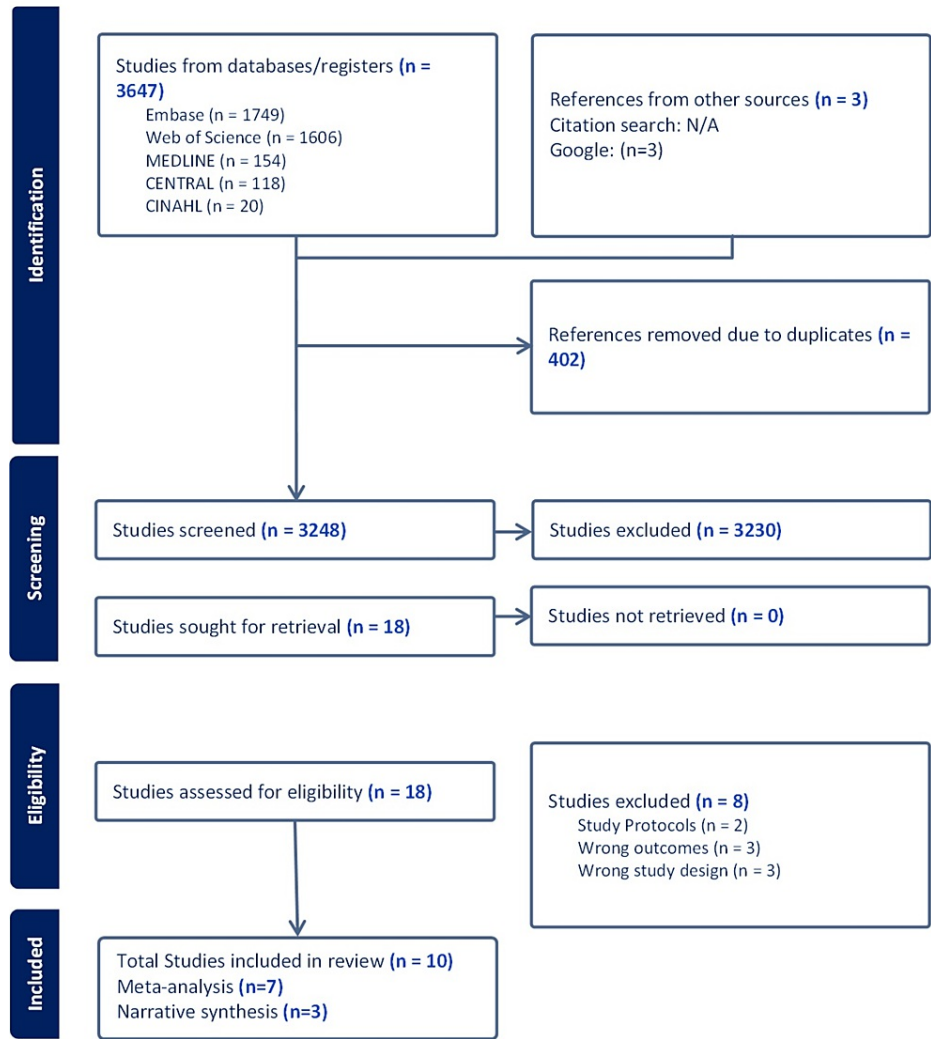 Identification
Studies from databases/registers (n =
3647)
Embase (n = 1749)
Web of Science (n = 1606)
MEDLINE (n = 154)
CENTRAL (n = 118)
CINAHL (n = 20)
References from other sources (n = 3)
Citation search: N/A
Google: (n=3)
References removed due to duplicates (n =
402)
Screening
Studies screened (n = 3248)
Studies excluded (n = 3230)
Studies sought for retrieval (n = 18)
Studies not retrieved (n = 0)
Eligibility
Studies assessed for eligibility (n = 18)
Studies excluded (n = 8)
Study Protocols (n = 2)
Wrong outcomes (n = 3)
Wrong study design (n = 3)
Included
Total Studies included in review (n = 10)
Meta-analysis (n=7)
Narrative synthesis (n=3)